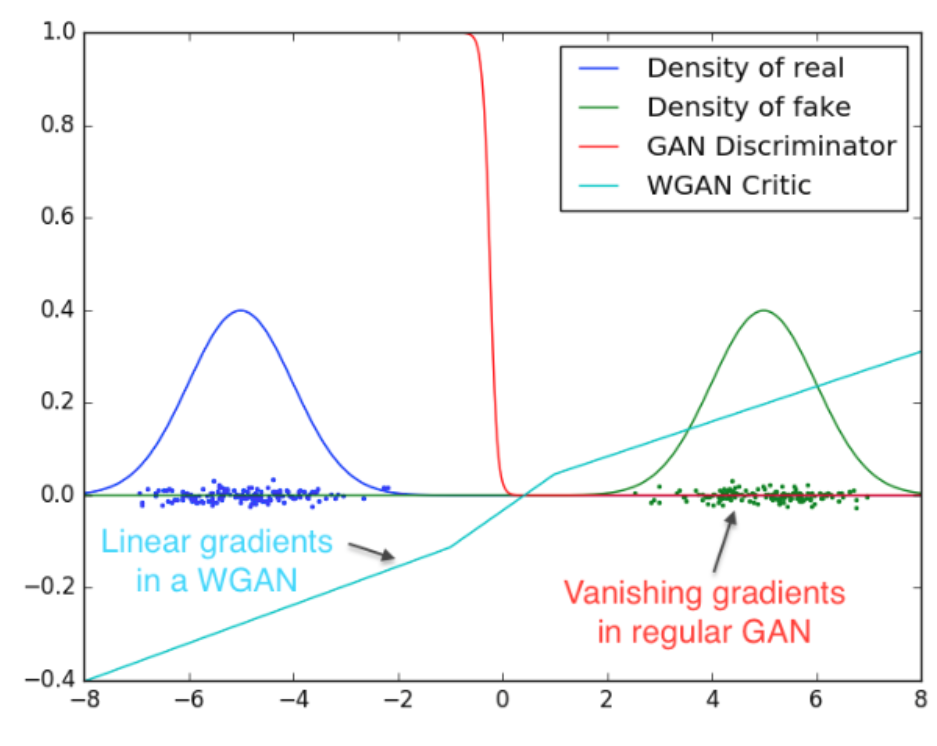 1.0
0.8
0.6
0.4
0.2
0.0
−0.2
−0.4
−8
−6
−4
−2
0
2
4
6
8
Density of real
Density of fake
GAN Discriminator
WGAN Critic
Linear gradients
in a WGAN
Vanishing gradients
in regular GAN